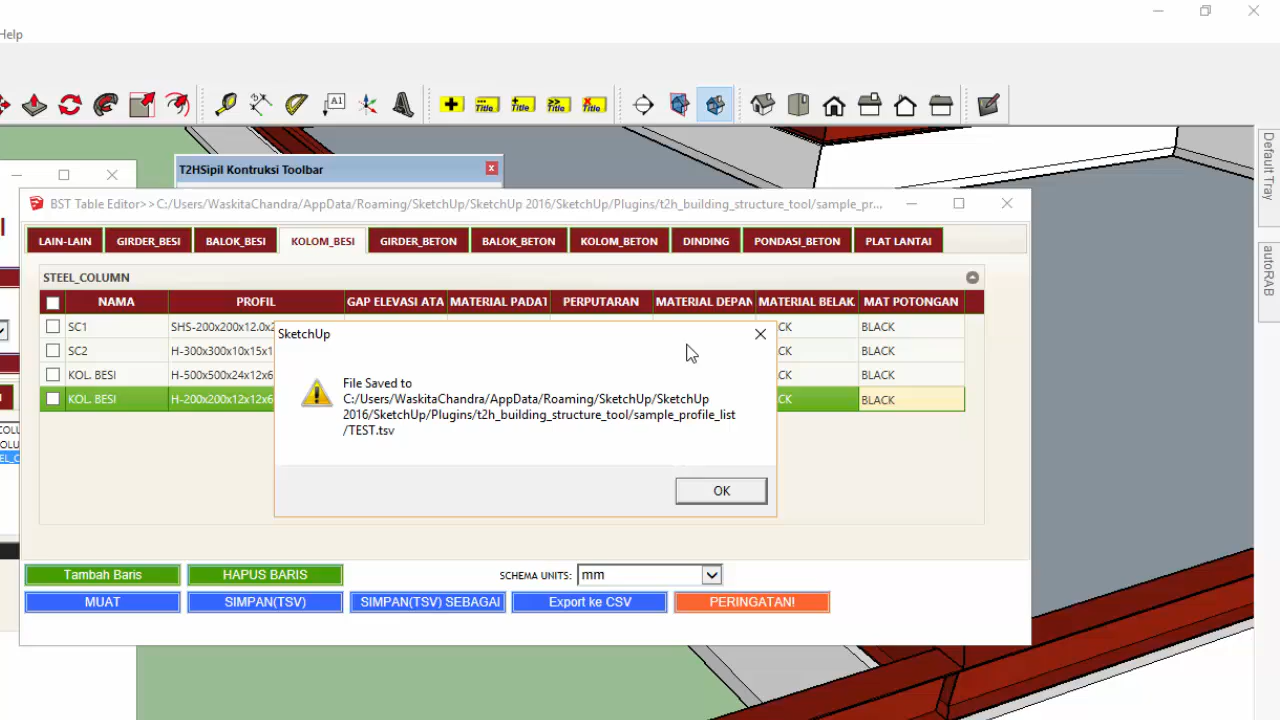 Help
A1
Title
Title
Title
Title
Default Tray
autoRAB
T2HSipil Kontruksi Toolbar
BST Table Editor>>C:/Users/WaskitaChandra/AppData/Roaming/SketchUp/SketchUp 2016/SketchUp/Plugins/t2h_building_structure_tool/sample_pr...
LAIN-LAIN GIRDER_BESI BALOK_BESI KOLOM_BESI GIRDER_BETON BALOK_BETON KOLOM_BETON DINDING PONDASI_BETON PLAT LANTAI
STEEL_COLUMN
NAMA PROFIL GAP ELEVASI ATA MATERIAL PADAT PERPUTARAN MATERIAL DEPAN MATERIAL BELAK. MAT POTONGAN
SC1 SHS-200x200x12.0x2 CK BLACK
SC2 H-300x300x10x15x1 CK BLACK
KOL. BESI H-500x500x24x12x6 CK BLACK
KOL. BESI H-200x200x12x12x6 CK BLACK
SketchUp
File Saved to
C:/Users/WaskitaChandra/AppData/Roaming/SketchUp/SketchUp
2016/SketchUp/Plugins/t2h_building_structure_tool/sample_profile_list
/TEST.tsv
OK
Tambah Baris HAPUS BARIS SCHEMA UNITS: mm
MUAT SIMPAN(TSV) SIMPAN(TSV) SEBAGAI Export ke CSV PERINGATAN!